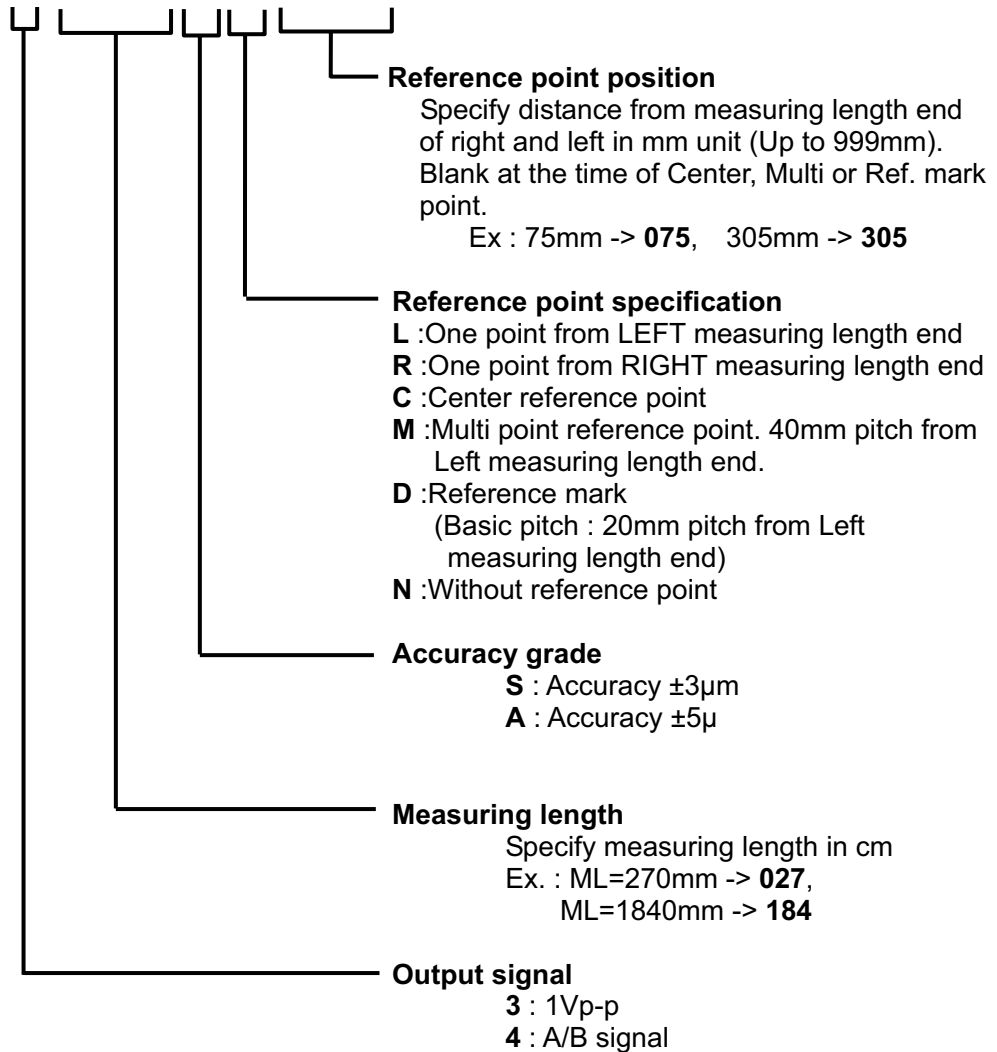 Reference point position
Specify distance from measuring length end
of right and left in mm unit (Up to 999mm).
Blank at the time of Center, Multi or Ref. mark
point.
Ex : 75mm -> 075, 305mm -> 305
Reference point specification
L :One point from LEFT measuring length end
R :One point from RIGHT measuring length end
C :Center reference point
M :Multi point reference point. 40mm pitch from
Left measuring length end.
D :Reference mark
(Basic pitch : 20mm pitch from Left
measuring length end)
N :Without reference point
Accuracy grade
S : Accuracy ±3μm
A : Accuracy ±5μ
Measuring length
Specify measuring length in cm
Ex. : ML=270mm -> 027,
ML=1840mm -> 184
Output signal
3 : 1Vp-p
4 : A/B signal